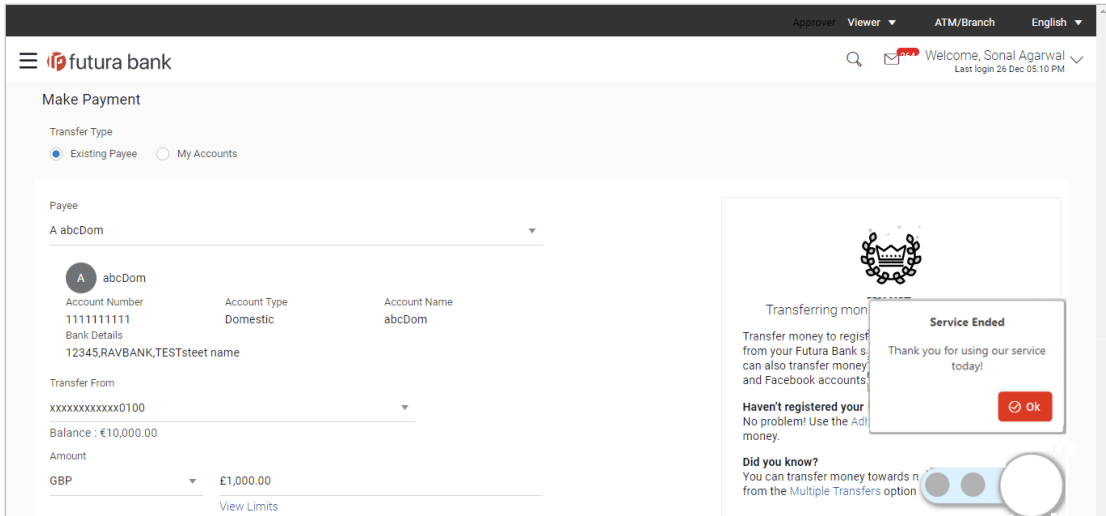 Approver Viewer ATM/Branch English
futura bank
Welcome, Sonal Agarwal
Last login 26 Dec 05:10 PM
Make Payment
Transfer Type
Existing Payee My Accounts
Payee
A abcDom
A abcDom
Account Number Account Type Account Name
1111111111 Domestic abcDom
Bank Details
12345,RAVBANK,TESTsteet name
Transfer From
xxxxxxxxxxxx0100
Balance : €10,000.00
Amount
GBP £1,000.00
View Limits
Transferring mon
Transfer money to regist
from your Futura Bank s
can also transfer money
and Facebook accounts
Haven't registered your
No problem! Use the Adh
money.
Did you know?
You can transfer money towards m
from the Multiple Transfers option
Service Ended
Thank you for using our service
today!
Ok